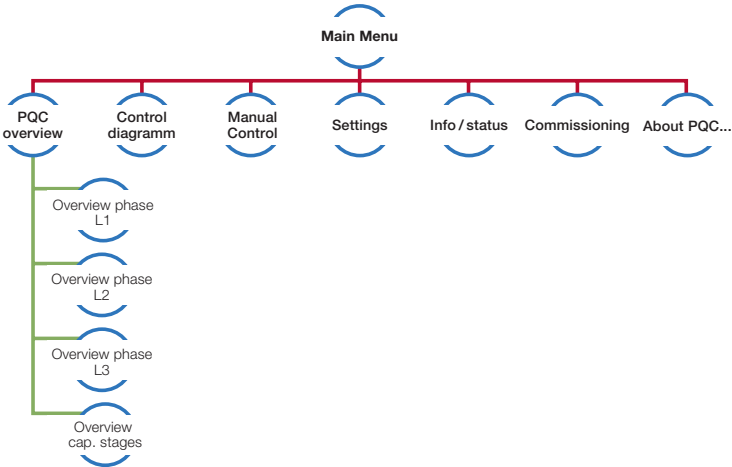 Main Menu
PQC
overview
Control
diagramm
Manual
Control
Settings
Info / status
Commissioning
About PQC...
Overview phase
L1
Overview phase
L2
Overview phase
L3
Overview
cap. stages